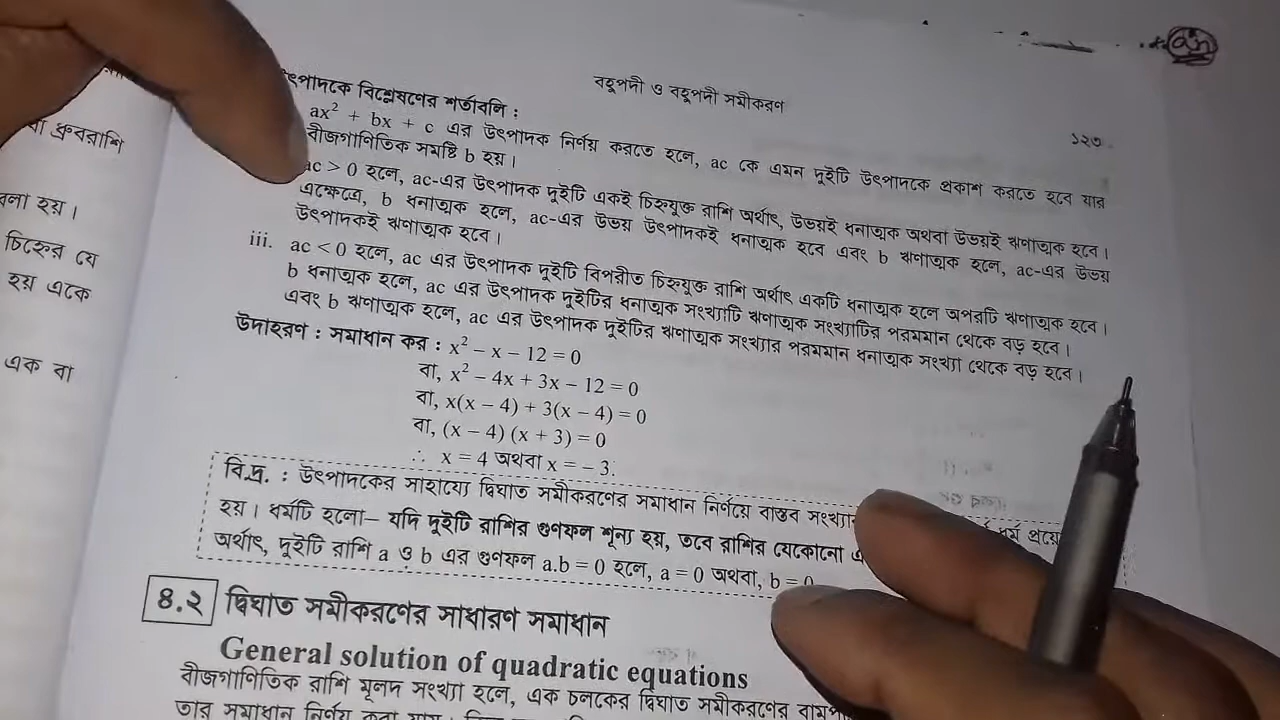 বহুপদী ও বহুপদী সমীকরণ
১২৩
উৎপাদকে বিশ্লেষণের শর্তাবলি :
ax² + bx + c এর উৎপাদক নির্ণয় করতে হলে, ac কে এমন দুইটি উৎপাদকে প্রকাশ করতে হবে যার
বীজগাণিতিক সমষ্টি b হয়।
ac > 0 হলে, ac-এর উৎপাদক দুইটি একই চিহ্নযুক্ত রাশি অর্থাৎ, উভয়ই ধনাত্মক অথবা উভয়ই ঋণাত্মক হবে।
এক্ষেত্রে, b ধনাত্মক হলে, ac-এর উভয় উৎপাদকই ধনাত্মক হবে এবং b ঋণাত্মক হলে, ac-এর উভয়
উৎপাদকই ঋণাত্মক হবে।
iii. ac < 0 হলে, ac এর উৎপাদক দুইটি বিপরীত চিহ্নযুক্ত রাশি অর্থাৎ একটি ধনাত্মক হলে অপরটি ঋণাত্মক হবে।
b ধনাত্মক হলে, ac এর উৎপাদক দুইটির ধনাত্মক সংখ্যাটি ঋণাত্মক সংখ্যাটির পরমমান থেকে বড় হবে।
এবং b ঋণাত্মক হলে, ac এর উৎপাদক দুইটির ঋণাত্মক সংখ্যার পরমমান ধনাত্মক সংখ্যা থেকে বড় হবে।
উদাহরণ : সমাধান কর : x² – x – 12 = 0
বা, x² – 4x + 3x – 12 = 0
বা, x(x – 4) + 3(x – 4) = 0
বা, (x – 4) (x + 3) = 0
∴ x = 4 অথবা x = – 3.
বি.দ্র. : উৎপাদকের সাহায্যে দ্বিঘাত সমীকরণের সমাধান নির্ণয়ে বাস্তব সংখ্যার
হয়। ধর্মটি হলো– যদি দুইটি রাশির গুণফল শূন্য হয়, তবে রাশির যেকোনো
অর্থাৎ, দুইটি রাশি a ও b এর গুণফল a.b = 0 হলে, a = 0 অথবা, b = 0
৪.২ দ্বিঘাত সমীকরণের সাধারণ সমাধান
General solution of quadratic equations
বীজগাণিতিক রাশি মূলদ সংখ্যা হলে, এক চলকের দ্বিঘাত সমীকরণের
তার সমাধান নির্ণয় করা যায়।
ধ্রুবরাশি
বলা হয়।
চিহ্নের যে
হয় একে
এক বা